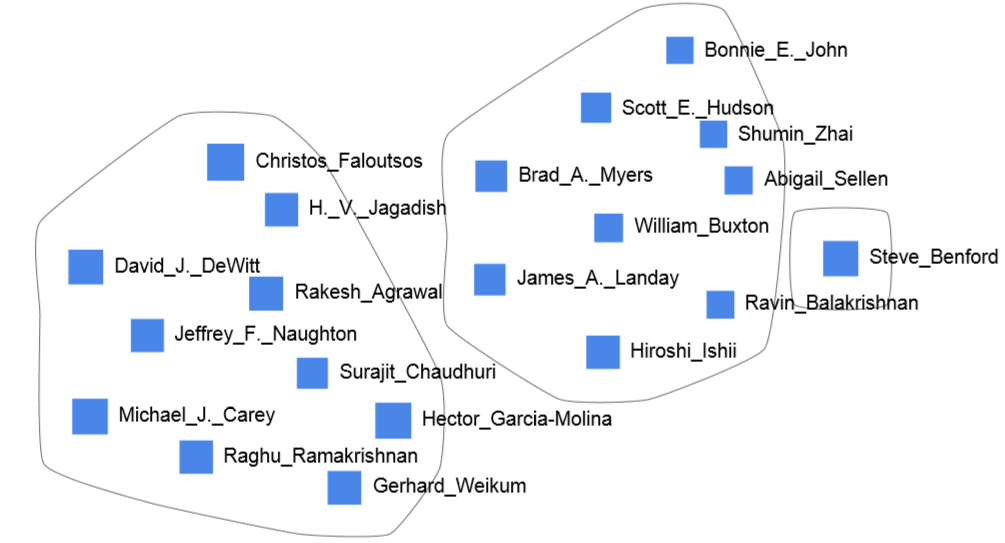 Bonnie_E._John
Scott_E._Hudson
Shumin_Zhai
Christos_Faloutsos
Brad_A._Myers
Abigail_Sellen
H._V._Jagadish
William_Buxton
Steve_Benford
David_J._DeWitt
James_A._Landay
Rakesh_Agrawal
Ravin_Balakrishnan
Jeffrey_F._Naughton
Hiroshi_Ishii
Surajit_Chaudhuri
Michael_J._Carey
Hector_Garcia-Molina
Raghu_Ramakrishnan
Gerhard_Weikum